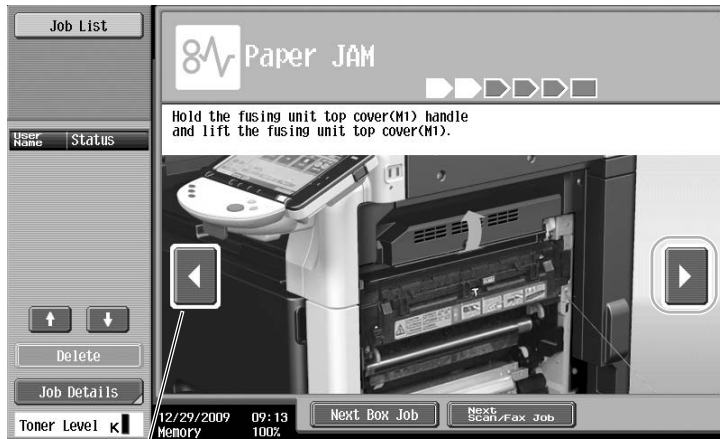 Job List
Paper JAM
Hold the fusing unit top cover(M1) handle
and lift the fusing unit top cover(M1).
User
Name
Status
Delete
Job Details
Toner Level K
12/29/2009 09:13
Memory 100%
Next Box Job
Next
Scan/Fax Job